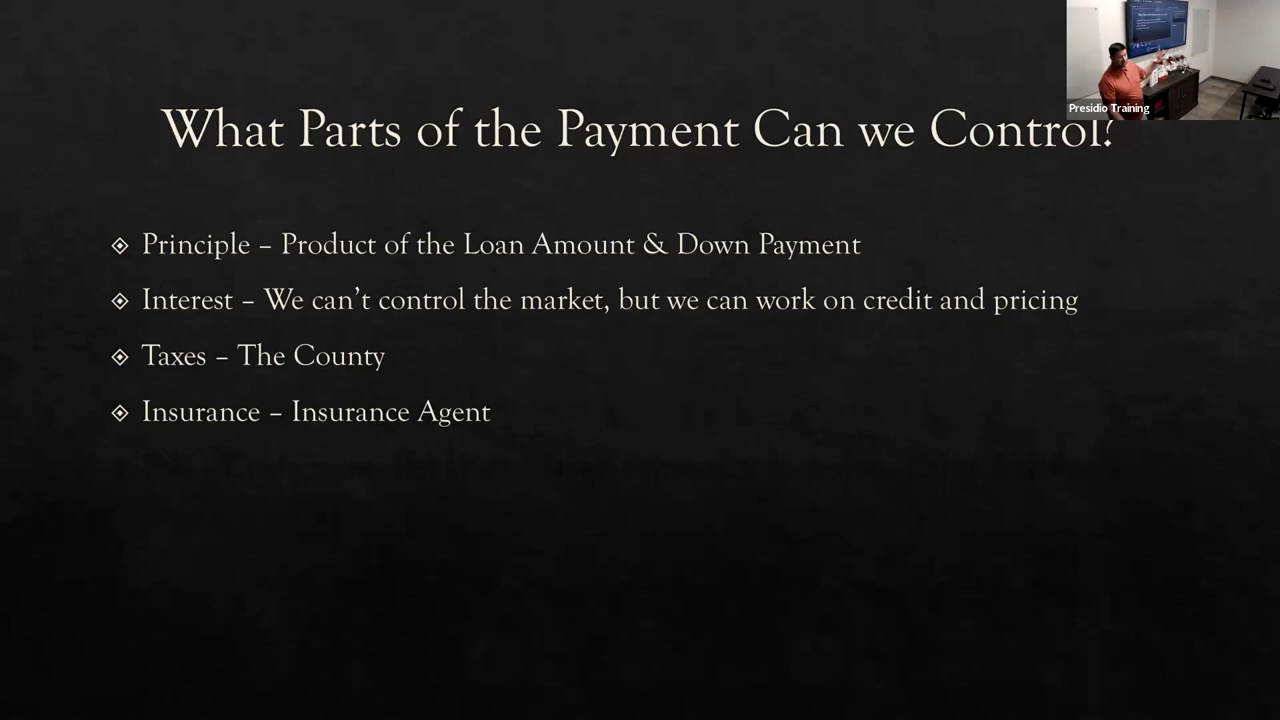 What Parts of the Payment Can we Control?
Presidio Training
Principle – Product of the Loan Amount & Down Payment
Interest – We can't control the market, but we can work on credit and pricing
Taxes – The County
Insurance – Insurance Agent